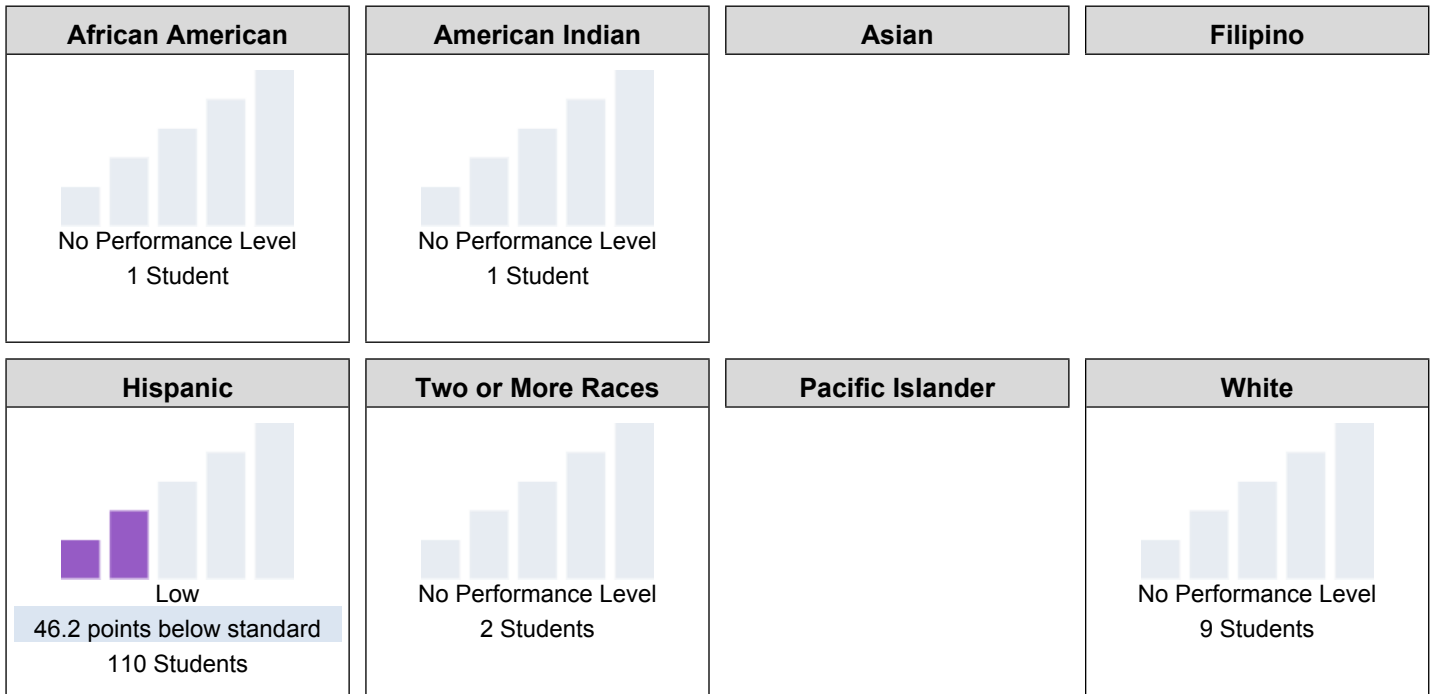 African American
No Performance Level
1 Student
American Indian
No Performance Level
1 Student
Asian
Filipino
Hispanic
Low
46.2 points below standard
110 Students
Two or More Races
No Performance Level
2 Students
Pacific Islander
White
No Performance Level
9 Students